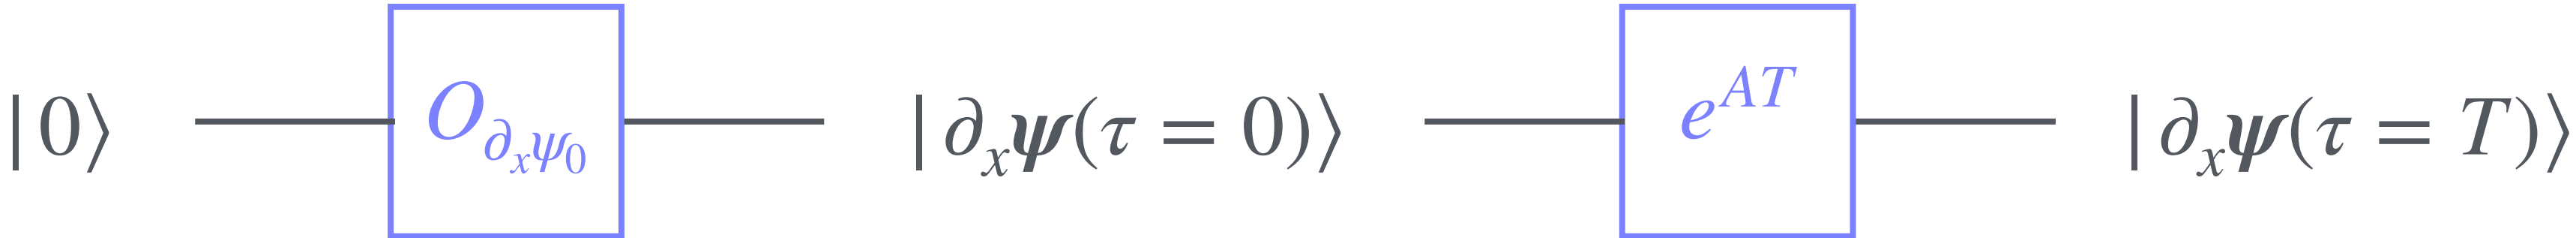 |0⟩ O_{∂_xψ_0} |∂_x𝝍(τ = 0)⟩ e^{AT} |∂_x𝝍(τ = T)⟩